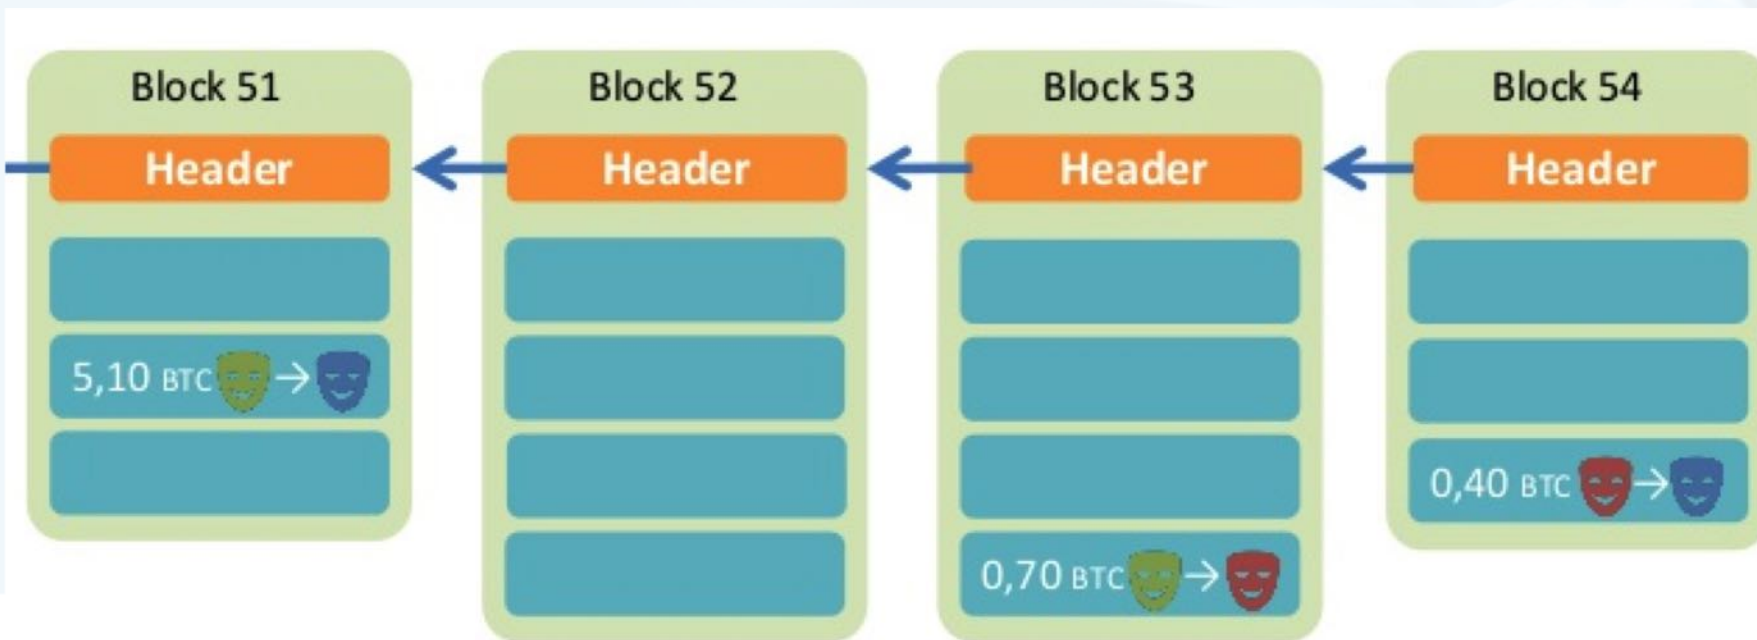 Block 51
Header
5,10 BTC
Block 52
Header
Block 53
Header
0,70 BTC
Block 54
Header
0,40 BTC